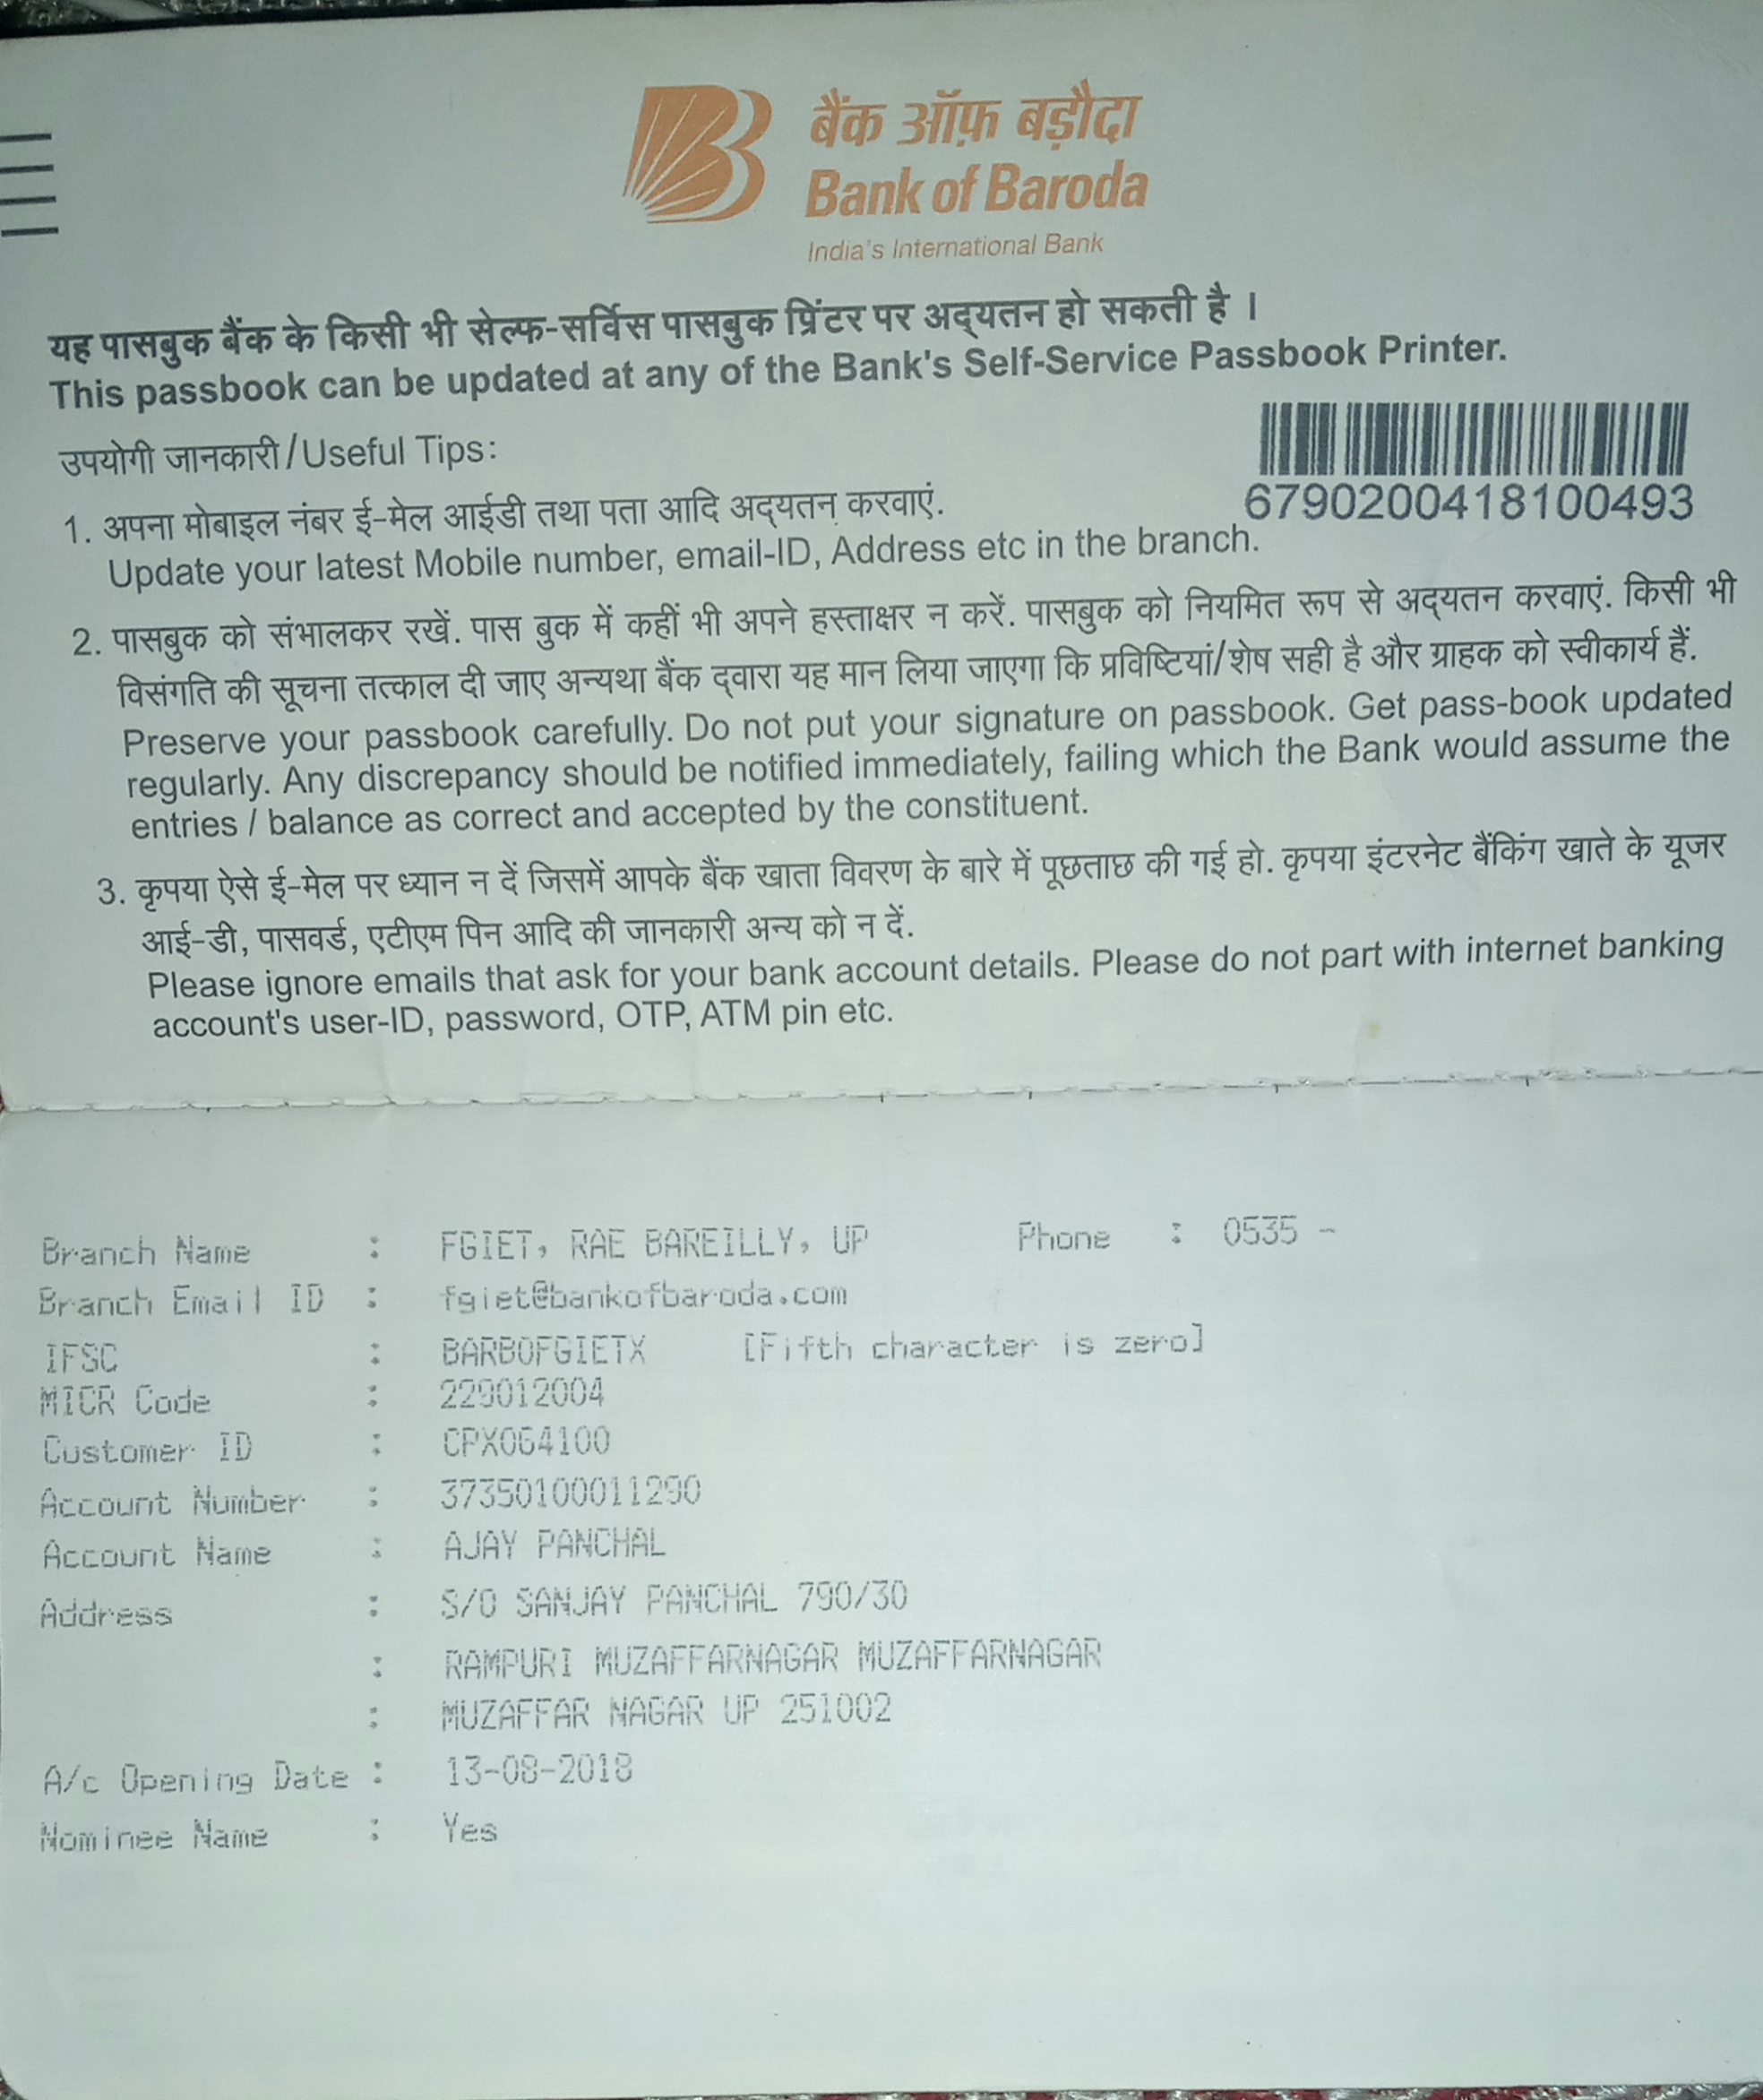 बैंक ऑफ़ बड़ौदा
Bank of Baroda
India's International Bank
यह पासबुक बैंक के किसी भी सेल्फ-सर्विस पासबुक प्रिंटर पर अद्यतन हो सकती है ।
This passbook can be updated at any of the Bank's Self-Service Passbook Printer.
उपयोगी जानकारी/Useful Tips:
6790200418100493
1. अपना मोबाइल नंबर ई-मेल आईडी तथा पता आदि अद्यतन करवाएं.
Update your latest Mobile number, email-ID, Address etc in the branch.
2. पासबुक को संभालकर रखें. पास बुक में कहीं भी अपने हस्ताक्षर न करें. पासबुक को नियमित रूप से अद्यतन करवाएं. किसी भी
विसंगति की सूचना तत्काल दी जाए अन्यथा बैंक द्वारा यह मान लिया जाएगा कि प्रविष्टियां/शेष सही है और ग्राहक को स्वीकार्य हैं.
Preserve your passbook carefully. Do not put your signature on passbook. Get pass-book updated
regularly. Any discrepancy should be notified immediately, failing which the Bank would assume the
entries / balance as correct and accepted by the constituent.
3. कृपया ऐसे ई-मेल पर ध्यान न दें जिसमें आपके बैंक खाता विवरण के बारे में पूछताछ की गई हो. कृपया इंटरनेट बैंकिंग खाते के यूजर
आई-डी, पासवर्ड, एटीएम पिन आदि की जानकारी अन्य को न दें.
Please ignore emails that ask for your bank account details. Please do not part with internet banking
account's user-ID, password, OTP, ATM pin etc.
Branch Name : FGIET, RAE BAREILLY, UP Phone : 0535 -
Branch Email ID : fgiet@bankofbaroda.com
IFSC : BARB0FGIETX [Fifth character is zero]
MICR Code : 229012004
Customer ID : CPX064100
Account Number : 37350100011290
Account Name : AJAY PANCHAL
Address : S/O SANJAY PANCHAL 790/30
: RAMPURI MUZAFFARNAGAR MUZAFFARNAGAR
: MUZAFFAR NAGAR UP 251002
A/c Opening Date : 13-08-2018
Nominee Name : Yes